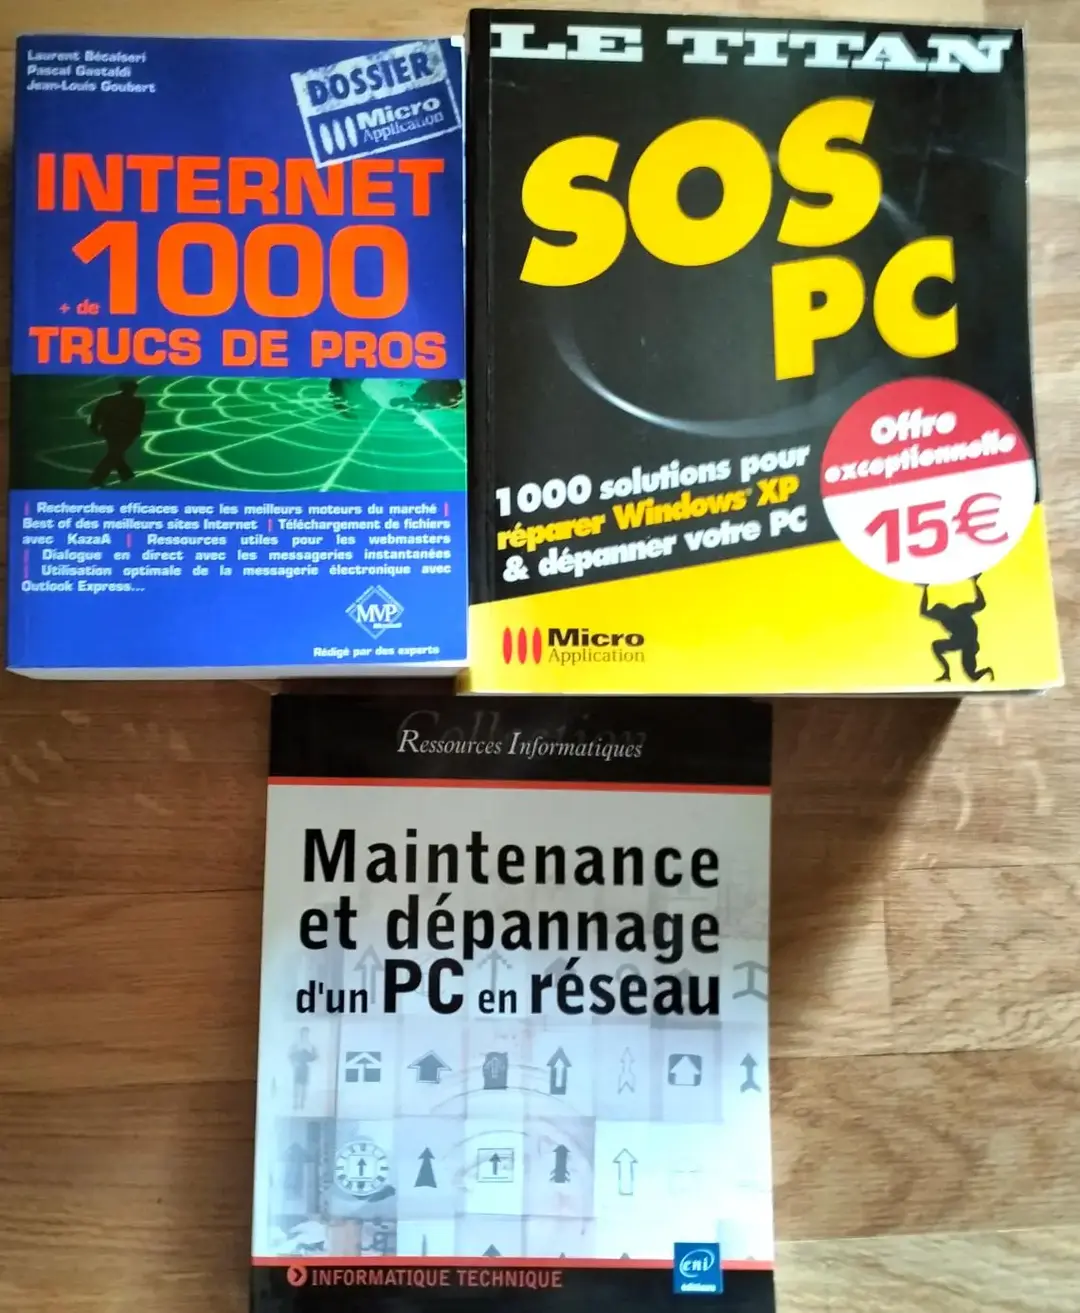 Laurent Bécalseri
Pascal Gastaldi
Jean-Louis Goubert
DOSSIER
Micro
Application
INTERNET
+ de 1000
TRUCS DE PROS
| Recherches efficaces avec les meilleurs moteurs du marché |
Best of des meilleurs sites Internet | Téléchargement de fichiers
avec KazaA | Ressources utiles pour les webmasters
| Dialogue en direct avec les messageries instantanées
| Utilisation optimale de la messagerie électronique avec
Outlook Express...
MVP
Rédigé par des experts
LE TITAN
SOS
PC
1000 solutions pour
réparer Windows® XP
& dépanner votre PC
Offre
exceptionnelle
15€
Micro
Application
Collection
Ressources Informatiques
Maintenance
et dépannage
d'un PC en réseau
INFORMATIQUE TECHNIQUE
eni
éditions